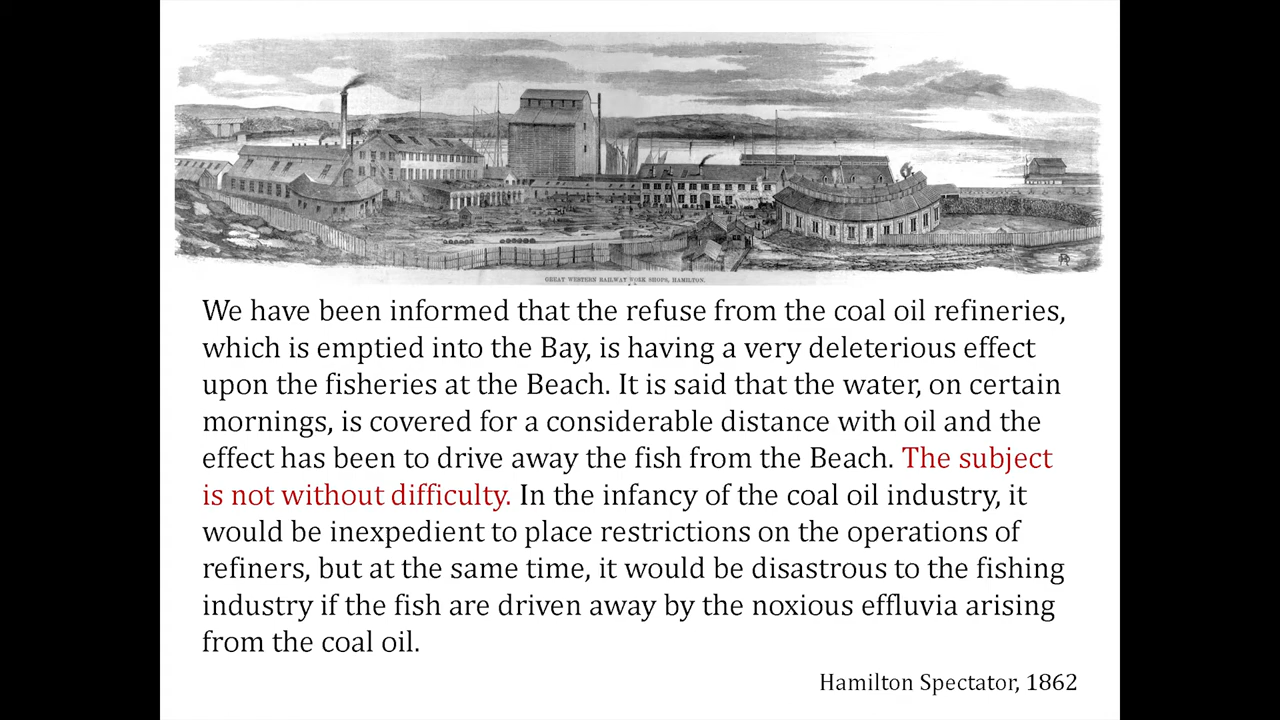 GREAT WESTERN RAILWAY WORK SHOPS, HAMILTON.
We have been informed that the refuse from the coal oil refineries,
which is emptied into the Bay, is having a very deleterious effect
upon the fisheries at the Beach. It is said that the water, on certain
mornings, is covered for a considerable distance with oil and the
effect has been to drive away the fish from the Beach. The subject
is not without difficulty. In the infancy of the coal oil industry, it
would be inexpedient to place restrictions on the operations of
refiners, but at the same time, it would be disastrous to the fishing
industry if the fish are driven away by the noxious effluvia arising
from the coal oil.
Hamilton Spectator, 1862